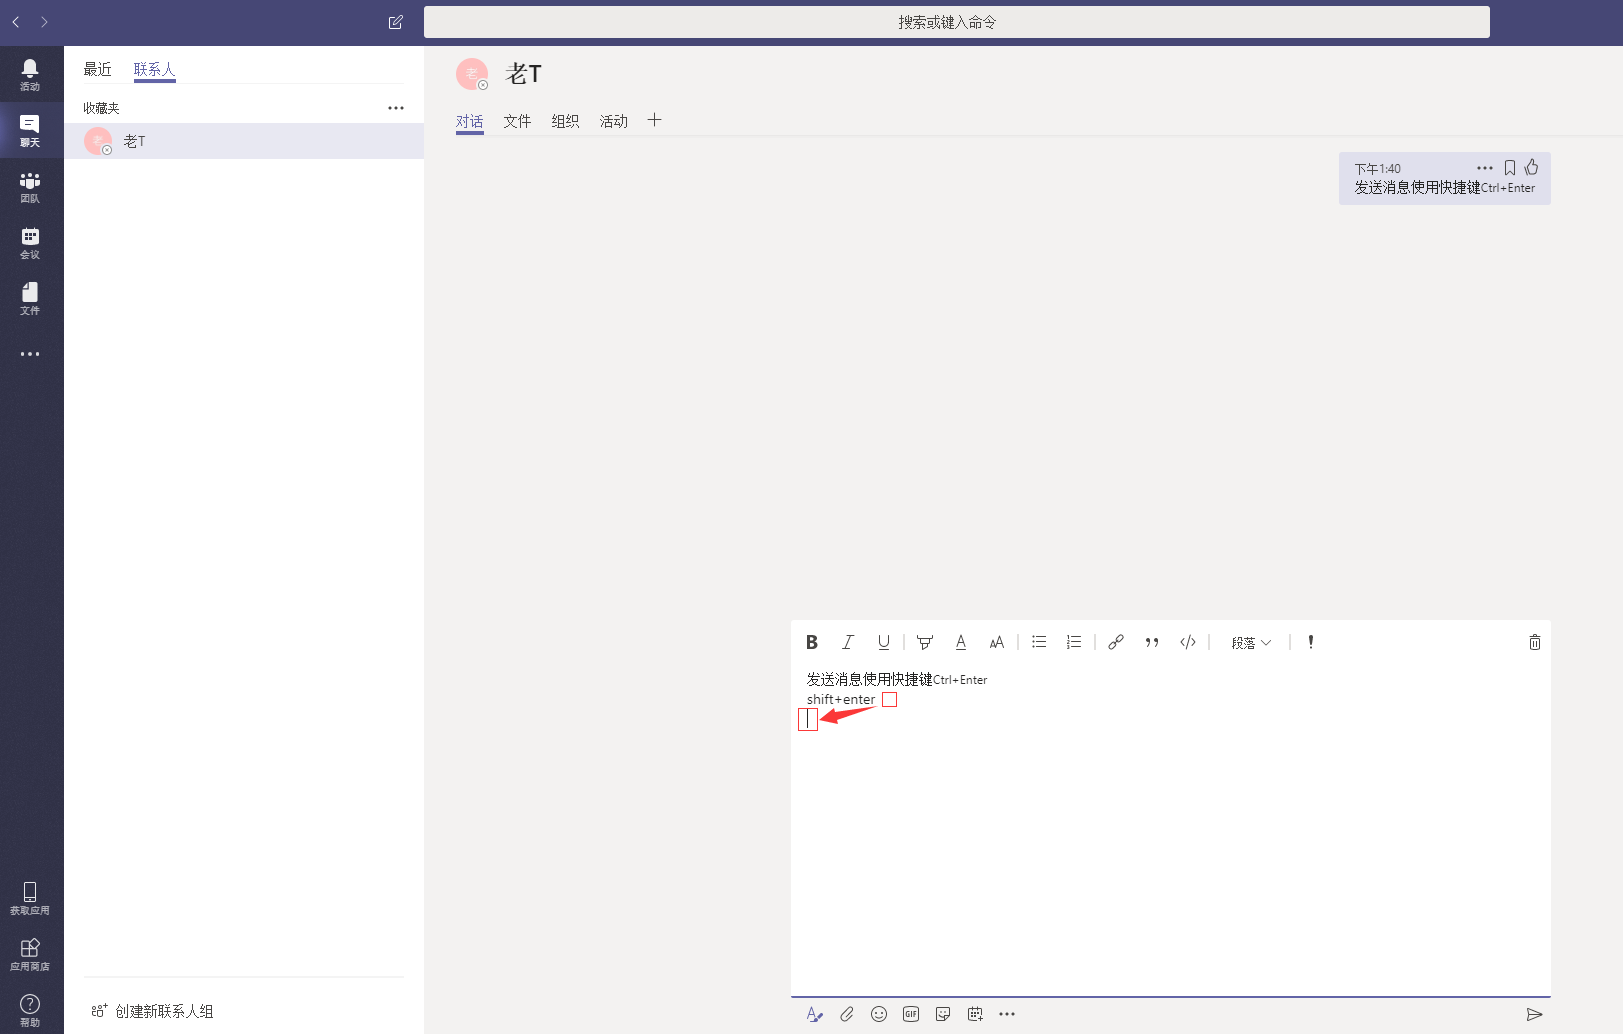 搜索或键入命令
活动
聊天
团队
会议
文件
获取应用
应用商店
帮助
最近 联系人
收藏夹
老 老T
创建新联系人组
老 老T
对话 文件 组织 活动
下午1:40
发送消息使用快捷键Ctrl+Enter
B I U A AA 段落
发送消息使用快捷键Ctrl+Enter
shift+enter
GIF